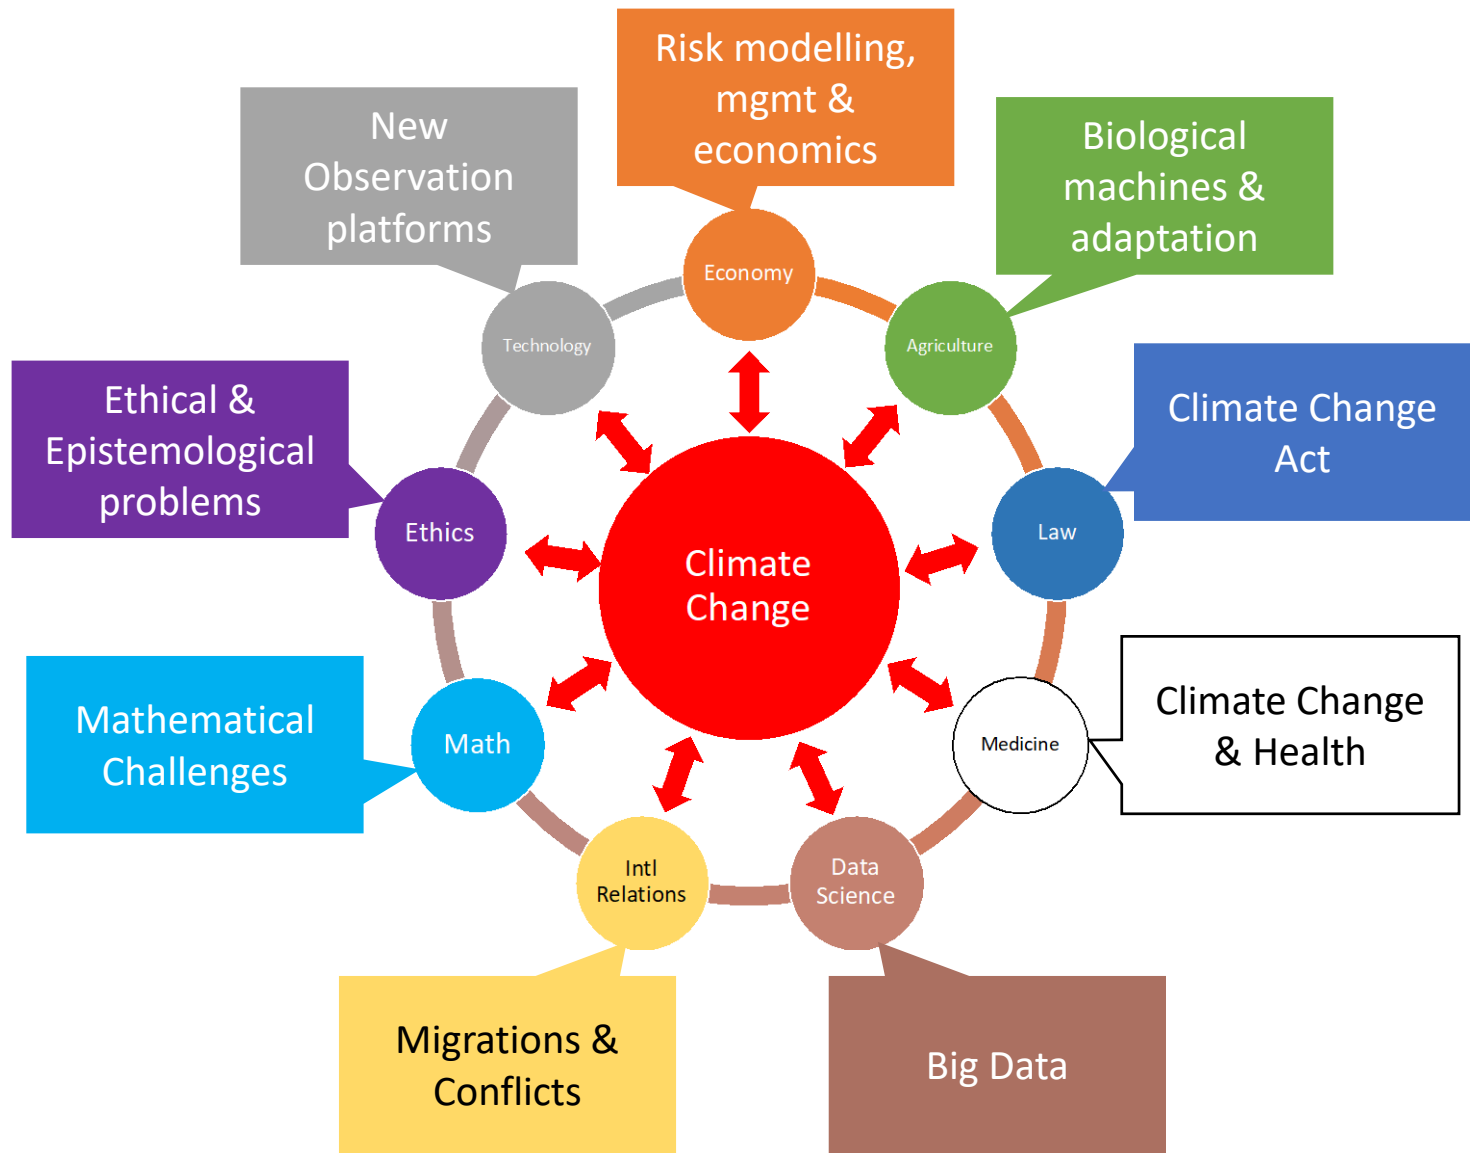 Risk modelling,
mgmt &
economics
New
Observation
platforms
Biological
machines &
adaptation
Economy
Technology
Agriculture
Ethical &
Epistemological
problems
Climate Change
Act
Ethics
Law
Climate
Change
Mathematical
Challenges
Math
Medicine
Climate Change
& Health
Intl
Relations
Data
Science
Migrations &
Conflicts
Big Data